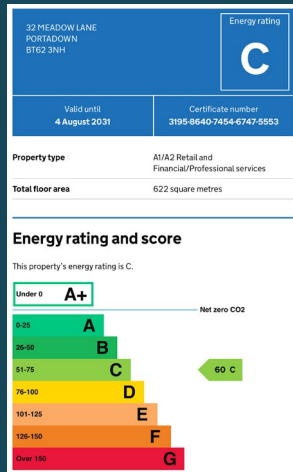 32 MEADOW LANE
PORTADOWN
BT62 3NH
Energy rating
C
Valid until
4 August 2031
Certificate number
3195-8640-7454-6747-5553
Property type
A1/A2 Retail and
Financial/Professional services
Total floor area
622 square metres
Energy rating and score
This property's energy rating is C.
Under 0 A+
Net zero CO2
0-25 A
26-50 B
51-75 C
60 C
76-100 D
101-125 E
126-150 F
Over 150 G